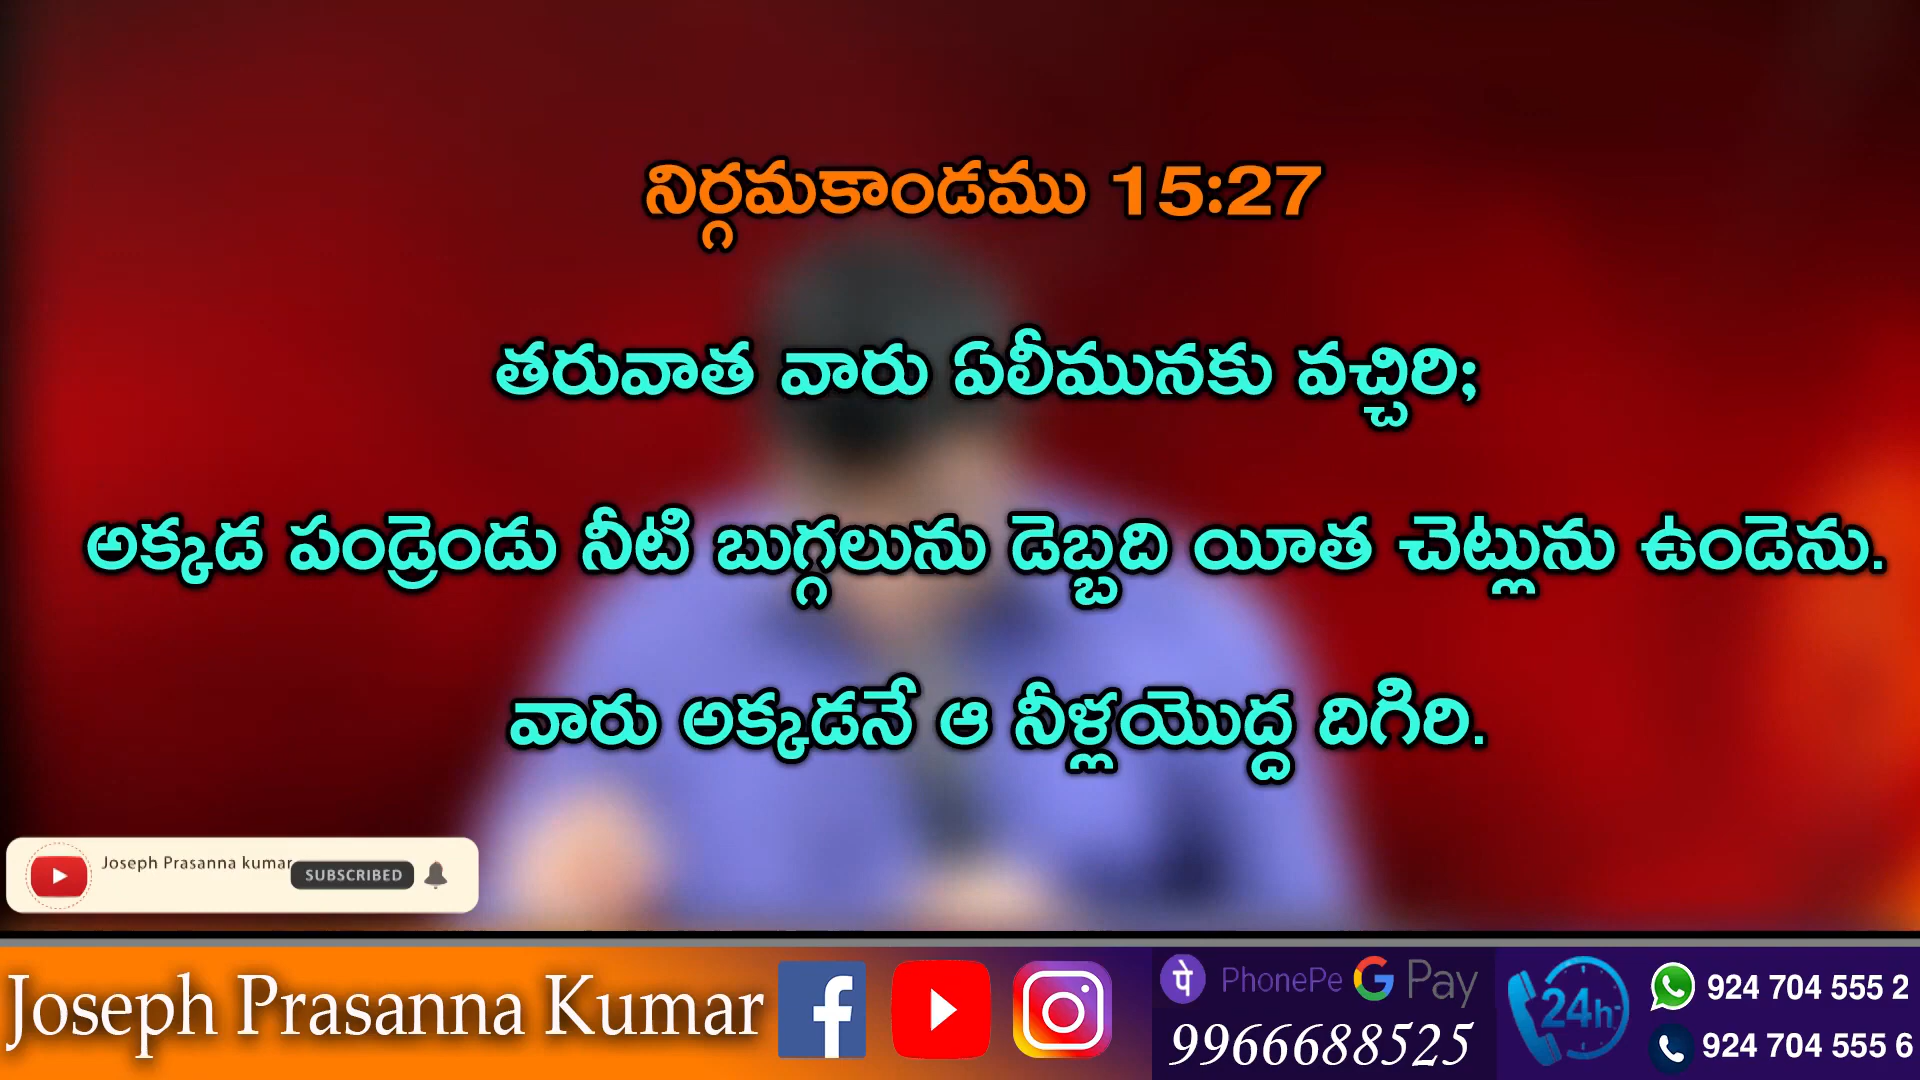 నిర్గమకాండము 15:27
తరువాత వారు ఏలీమునకు వచ్చిరి;
అక్కడ పండ్రెండు నీటి బుగ్గలును డెబ్బది యీత చెట్లును ఉండెను.
వారు అక్కడనే ఆ నీళ్లయొద్ద దిగిరి.
Joseph Prasanna kumar SUBSCRIBED
Joseph Prasanna Kumar
PhonePe G Pay
9966688525
24h
924 704 555 2
924 704 555 6